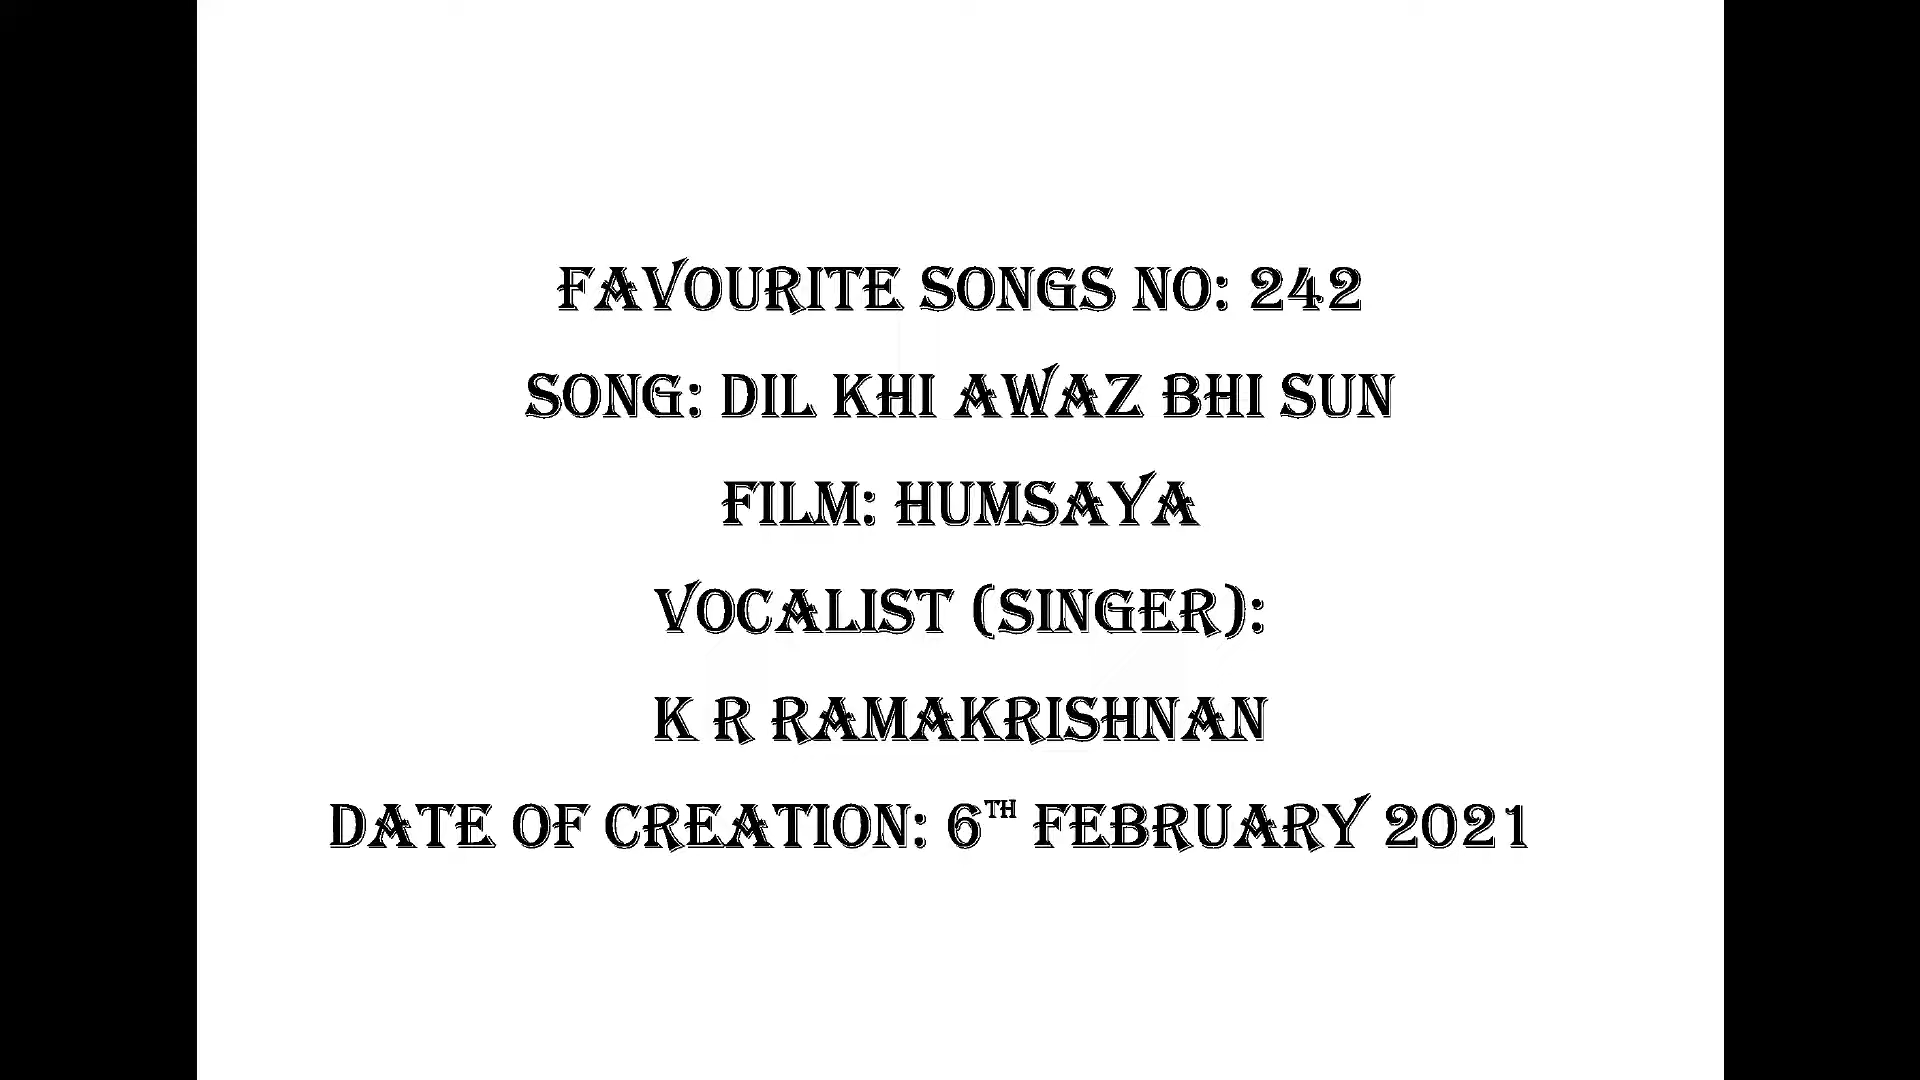 FAVOURITE SONGS NO: 242
SONG: DIL KHI AWAZ BHI SUN
FILM: HUMSAYA
VOCALIST (SINGER):
K R RAMAKRISHNAN
DATE OF CREATION: 6TH FEBRUARY 2021